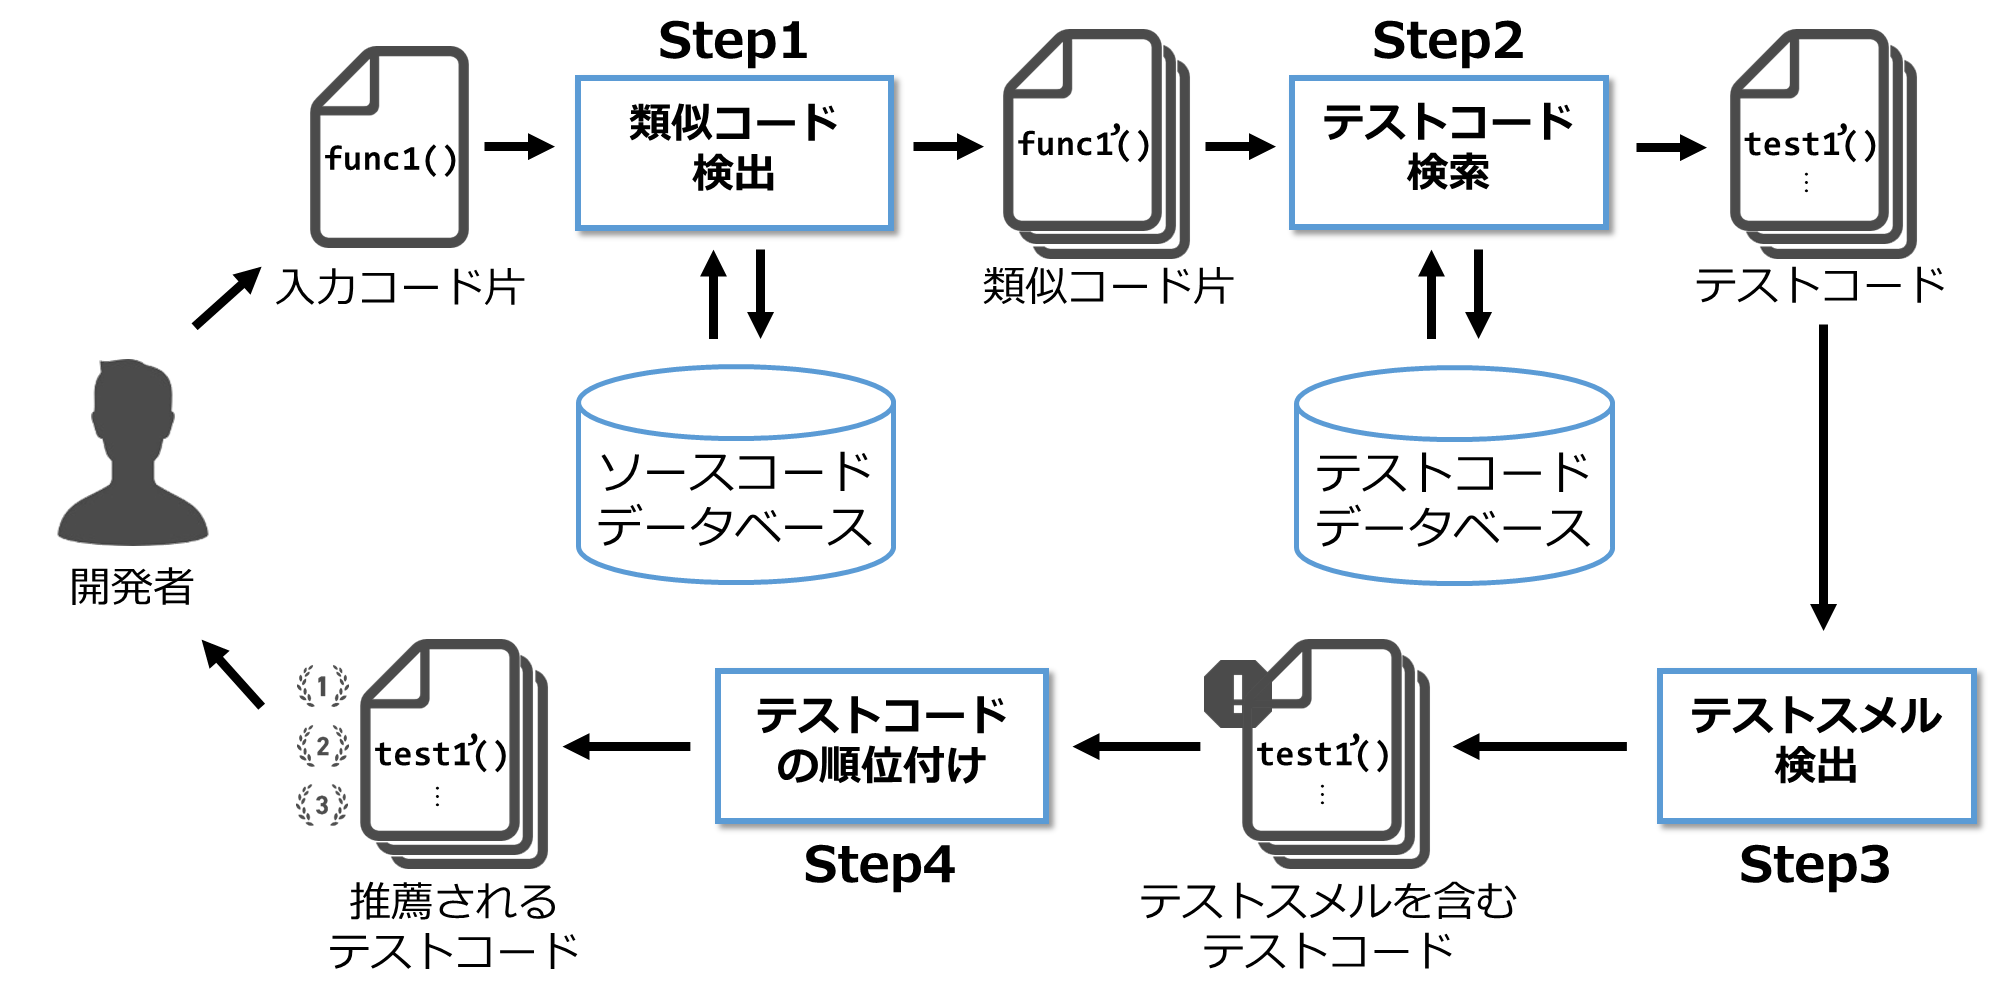 Step1
Step2
func1()
類似コード
検出
func1’()
テストコード
検索
test1’()
⋮
入力コード片
類似コード片
テストコード
ソースコード
データベース
テストコード
データベース
開発者
1
2
3
test1’()
⋮
テストコード
の順位付け
!
test1’()
⋮
テストスメル
検出
Step4
Step3
推薦される
テストコード
テストスメルを含む
テストコード